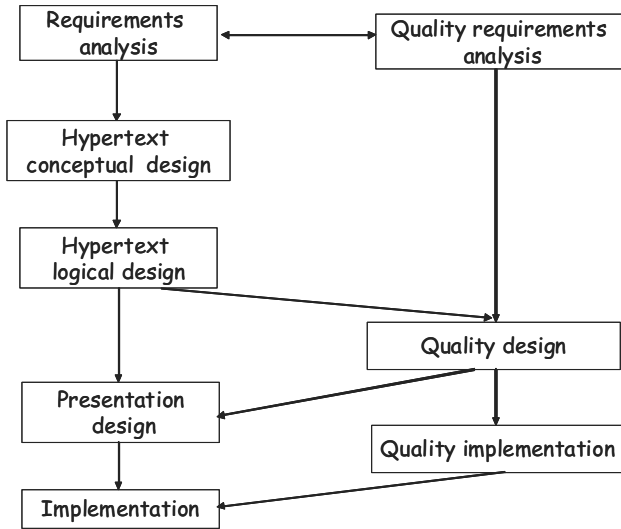 Requirements
analysis
Quality requirements
analysis
Hypertext
conceptual design
Hypertext
logical design
Quality design
Presentation
design
Quality implementation
Implementation